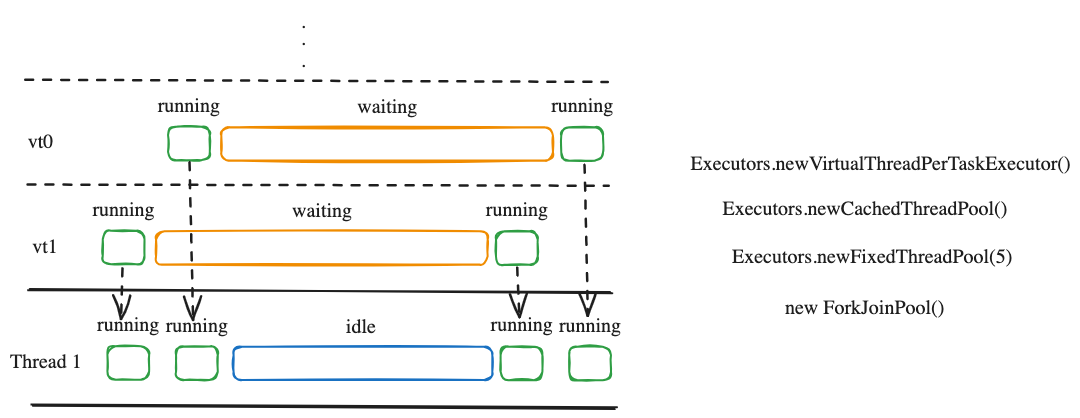 running waiting running
vt0
running waiting running
vt1
running running idle running running
Thread 1
Executors.newVirtualThreadPerTaskExecutor()
Executors.newCachedThreadPool()
Executors.newFixedThreadPool(5)
new ForkJoinPool()